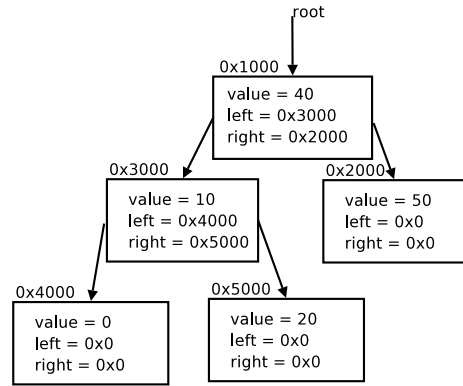 root
0x1000
value = 40
left = 0x3000
right = 0x2000
0x3000
value = 10
left = 0x4000
right = 0x5000
0x2000
value = 50
left = 0x0
right = 0x0
0x4000
value = 0
left = 0x0
right = 0x0
0x5000
value = 20
left = 0x0
right = 0x0